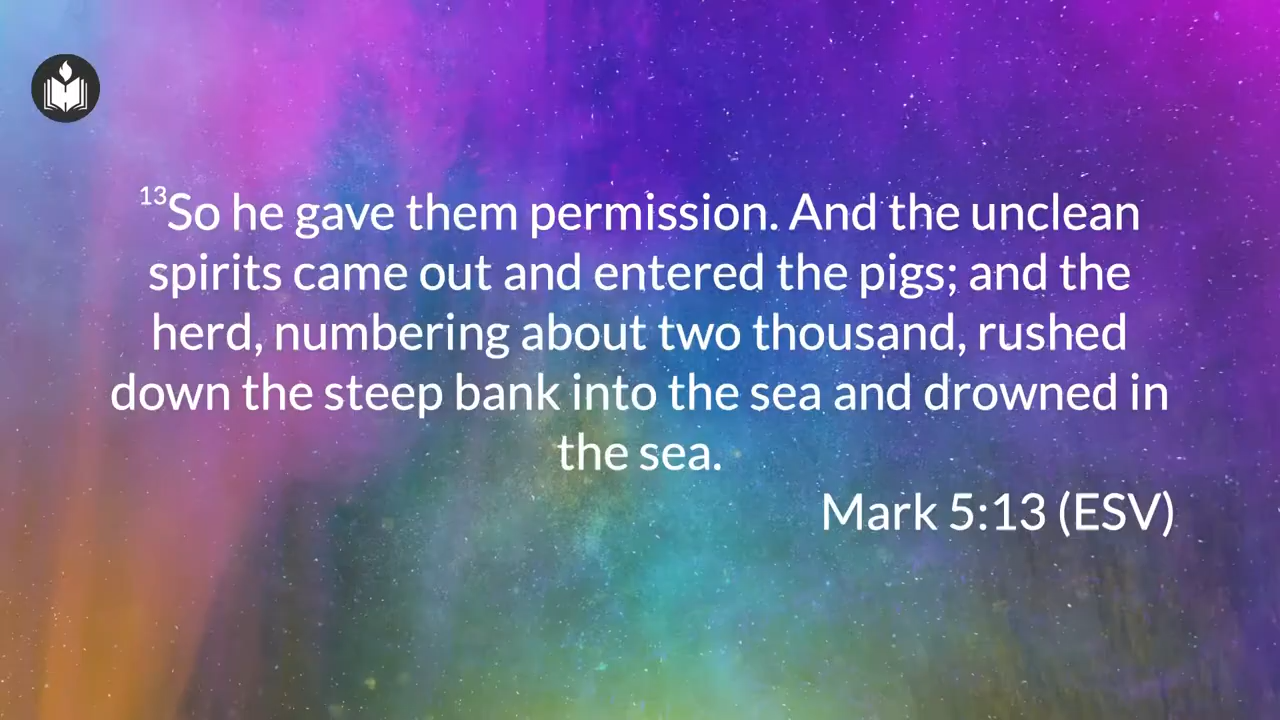 13So he gave them permission. And the unclean
spirits came out and entered the pigs; and the
herd, numbering about two thousand, rushed
down the steep bank into the sea and drowned in
the sea.
Mark 5:13 (ESV)